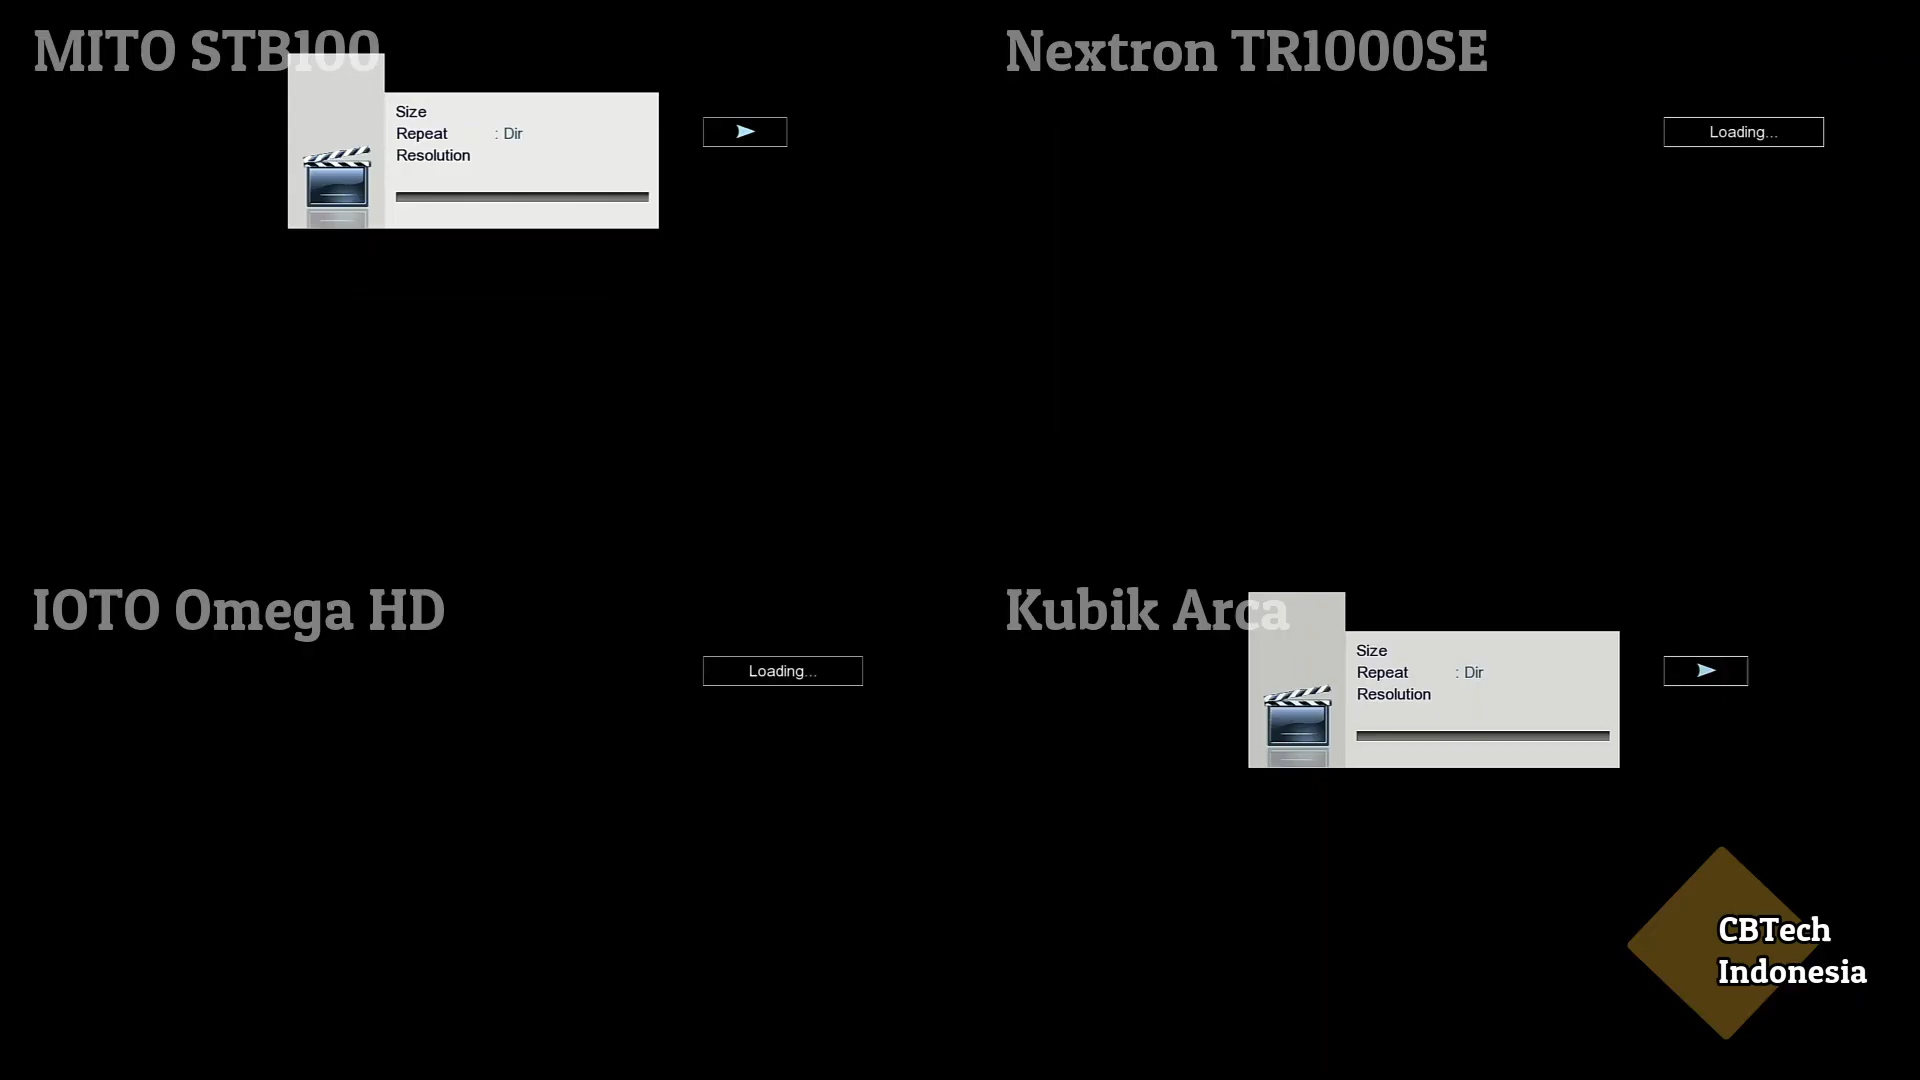 MITO STB100
Size
Repeat : Dir
Resolution
Nextron TR1000SE
Loading...
IOTO Omega HD
Loading...
Kubik Arca
Size
Repeat : Dir
Resolution
CBTech
Indonesia